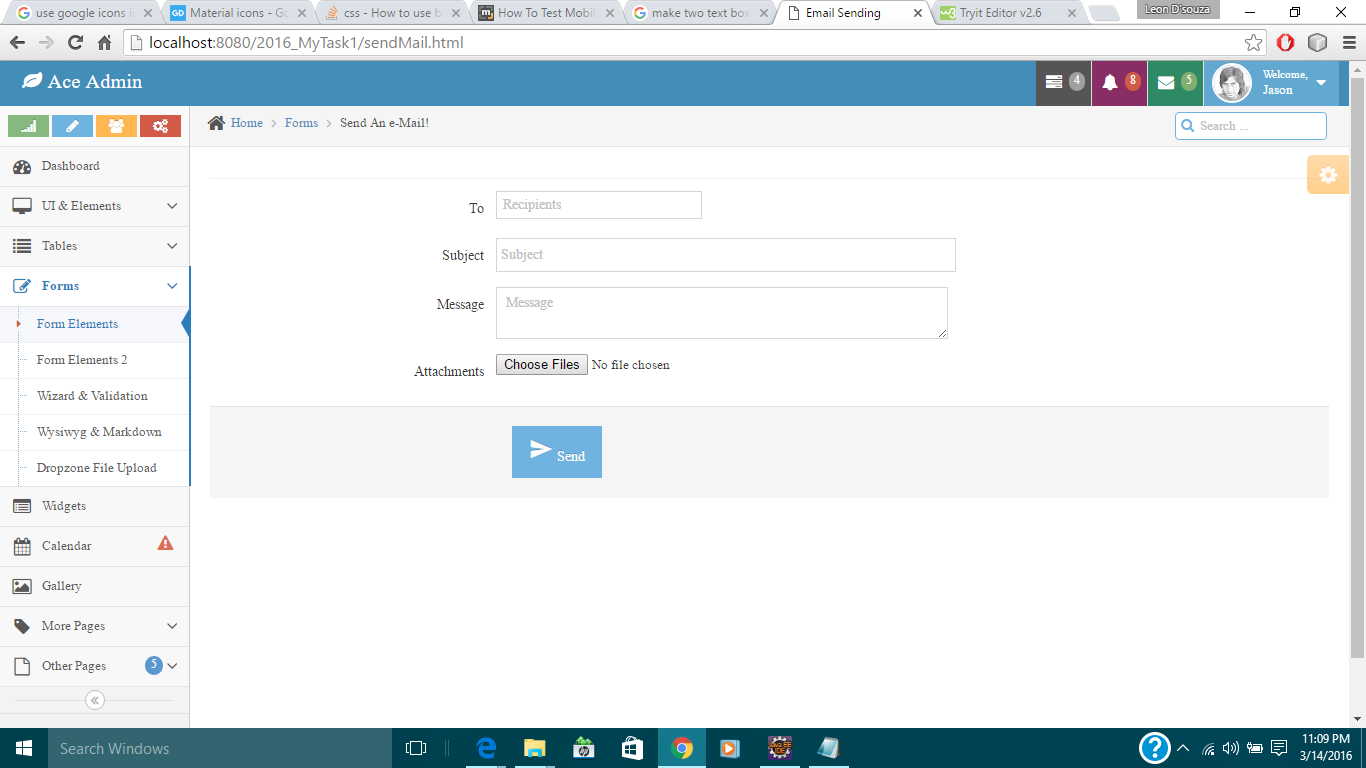 use google icons i
Material icons - Go
css - How to use b
How To Test Mobil
make two text box
Email Sending
Tryit Editor v2.6
Leon D'souza
localhost:8080/2016_MyTask1/sendMail.html
Ace Admin
4
8
5
Welcome,
Jason
Home
Forms
Send An e-Mail!
Search ...
Dashboard
UI & Elements
Tables
Forms
Form Elements
Form Elements 2
Wizard & Validation
Wysiwyg & Markdown
Dropzone File Upload
Widgets
Calendar
Gallery
More Pages
Other Pages
5
To
Recipients
Subject
Subject
Message
Message
Attachments
Choose Files No file chosen
Send
Search Windows
11:09 PM
3/14/2016